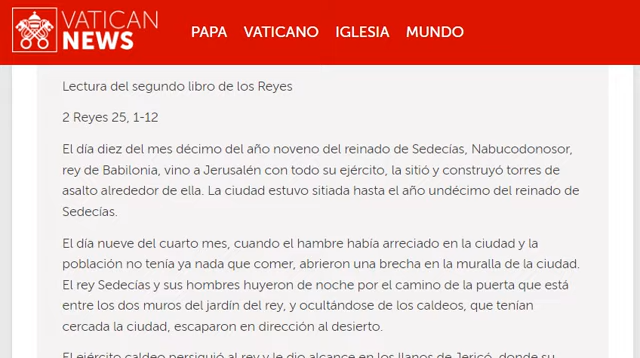 VATICAN
NEWS
PAPA VATICANO IGLESIA MUNDO
Lectura del segundo libro de los Reyes
2 Reyes 25, 1-12
El día diez del mes décimo del año noveno del reinado de Sedecías, Nabucodonosor,
rey de Babilonia, vino a Jerusalén con todo su ejército, la sitió y construyó torres de
asalto alrededor de ella. La ciudad estuvo sitiada hasta el año undécimo del reinado de
Sedecías.
El día nueve del cuarto mes, cuando el hambre había arreciado en la ciudad y la
población no tenía ya nada que comer, abrieron una brecha en la muralla de la ciudad.
El rey Sedecías y sus hombres huyeron de noche por el camino de la puerta que está
entre los dos muros del jardín del rey, y ocultándose de los caldeos, que tenían
cercada la ciudad, escaparon en dirección al desierto.
El ejército caldeo persiguió al rey y le dio alcance en los llanos de Jericó, donde su